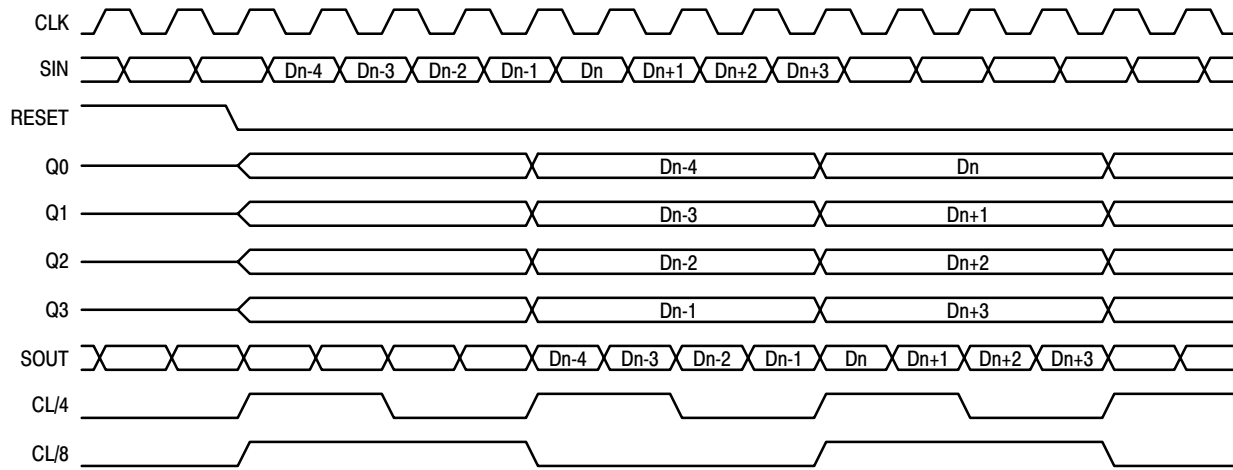 CLK
SIN Dn-4 Dn-3 Dn-2 Dn-1 Dn Dn+1 Dn+2 Dn+3
RESET
Q0 Dn-4 Dn
Q1 Dn-3 Dn+1
Q2 Dn-2 Dn+2
Q3 Dn-1 Dn+3
SOUT Dn-4 Dn-3 Dn-2 Dn-1 Dn Dn+1 Dn+2 Dn+3
CL/4
CL/8